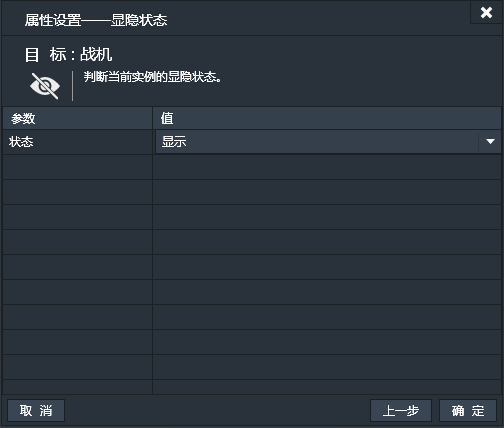 属性设置——显隐状态
目 标 : 战机
判断当前实例的显隐状态。
参数 值
状态 显示
取 消 上一步 确 定